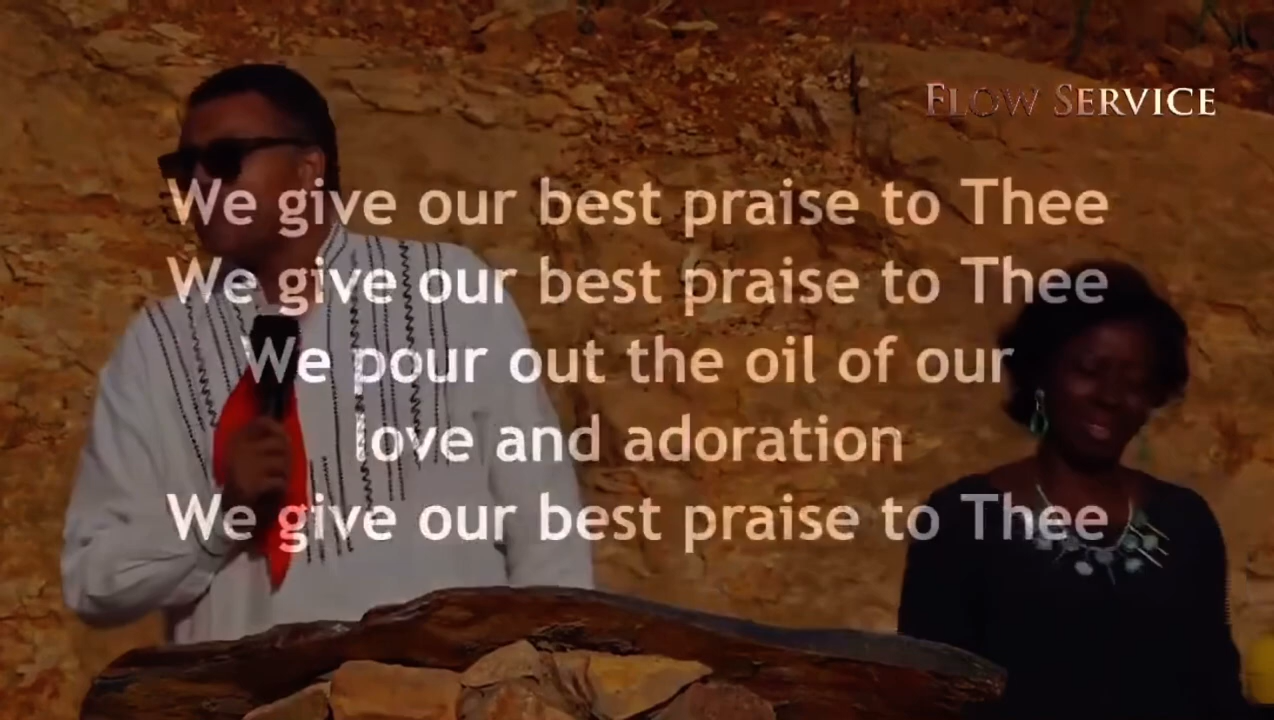 FLOW SERVICE
We give our best praise to Thee
We give our best praise to Thee
We pour out the oil of our
love and adoration
We give our best praise to Thee